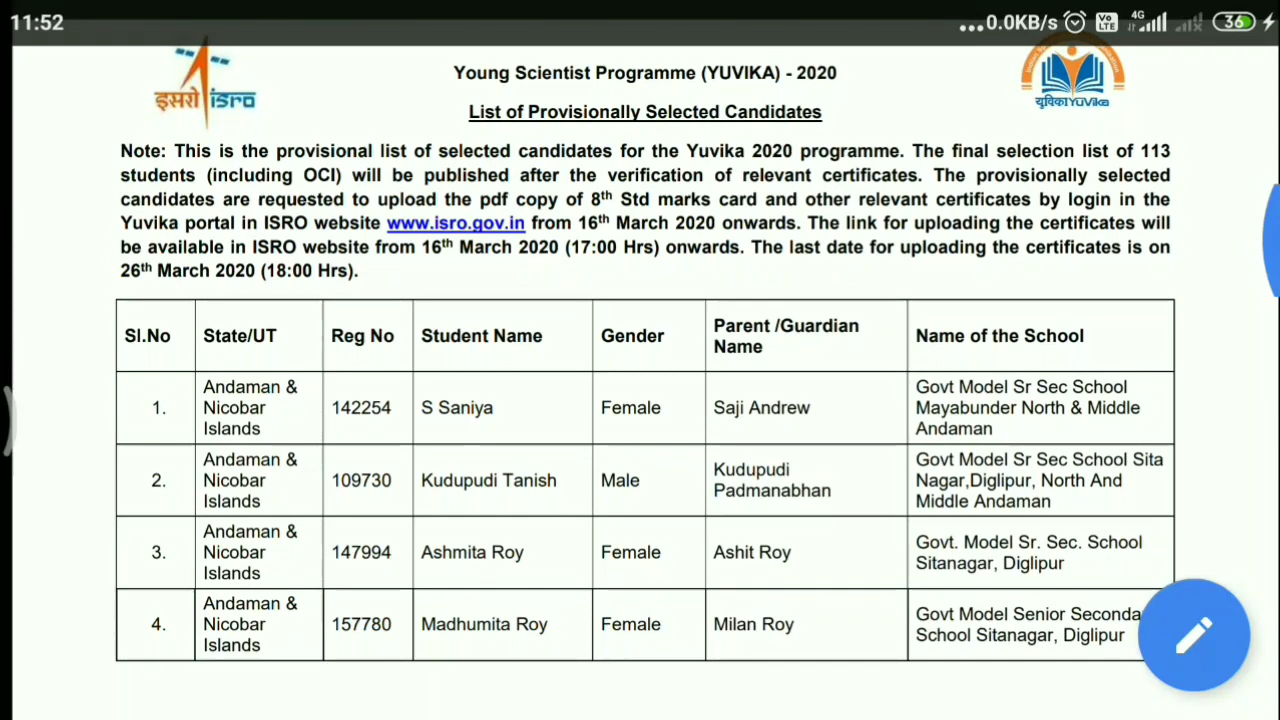 11:52
...0.0KB/s Vo LTE 4G 36
इसरो isro
युविका YUVika
Young Scientist Programme (YUVIKA) - 2020
List of Provisionally Selected Candidates
Note: This is the provisional list of selected candidates for the Yuvika 2020 programme. The final selection list of 113
students (including OCI) will be published after the verification of relevant certificates. The provisionally selected
candidates are requested to upload the pdf copy of 8th Std marks card and other relevant certificates by login in the
Yuvika portal in ISRO website www.isro.gov.in from 16th March 2020 onwards. The link for uploading the certificates will
be available in ISRO website from 16th March 2020 (17:00 Hrs) onwards. The last date for uploading the certificates is on
26th March 2020 (18:00 Hrs).
Sl.No State/UT Reg No Student Name Gender Parent /Guardian Name Name of the School
1. Andaman & Nicobar Islands 142254 S Saniya Female Saji Andrew Govt Model Sr Sec School Mayabunder North & Middle Andaman
2. Andaman & Nicobar Islands 109730 Kudupudi Tanish Male Kudupudi Padmanabhan Govt Model Sr Sec School Sita Nagar,Diglipur, North And Middle Andaman
3. Andaman & Nicobar Islands 147994 Ashmita Roy Female Ashit Roy Govt. Model Sr. Sec. School Sitanagar, Diglipur
4. Andaman & Nicobar Islands 157780 Madhumita Roy Female Milan Roy Govt Model Senior Seconda School Sitanagar, Diglipur